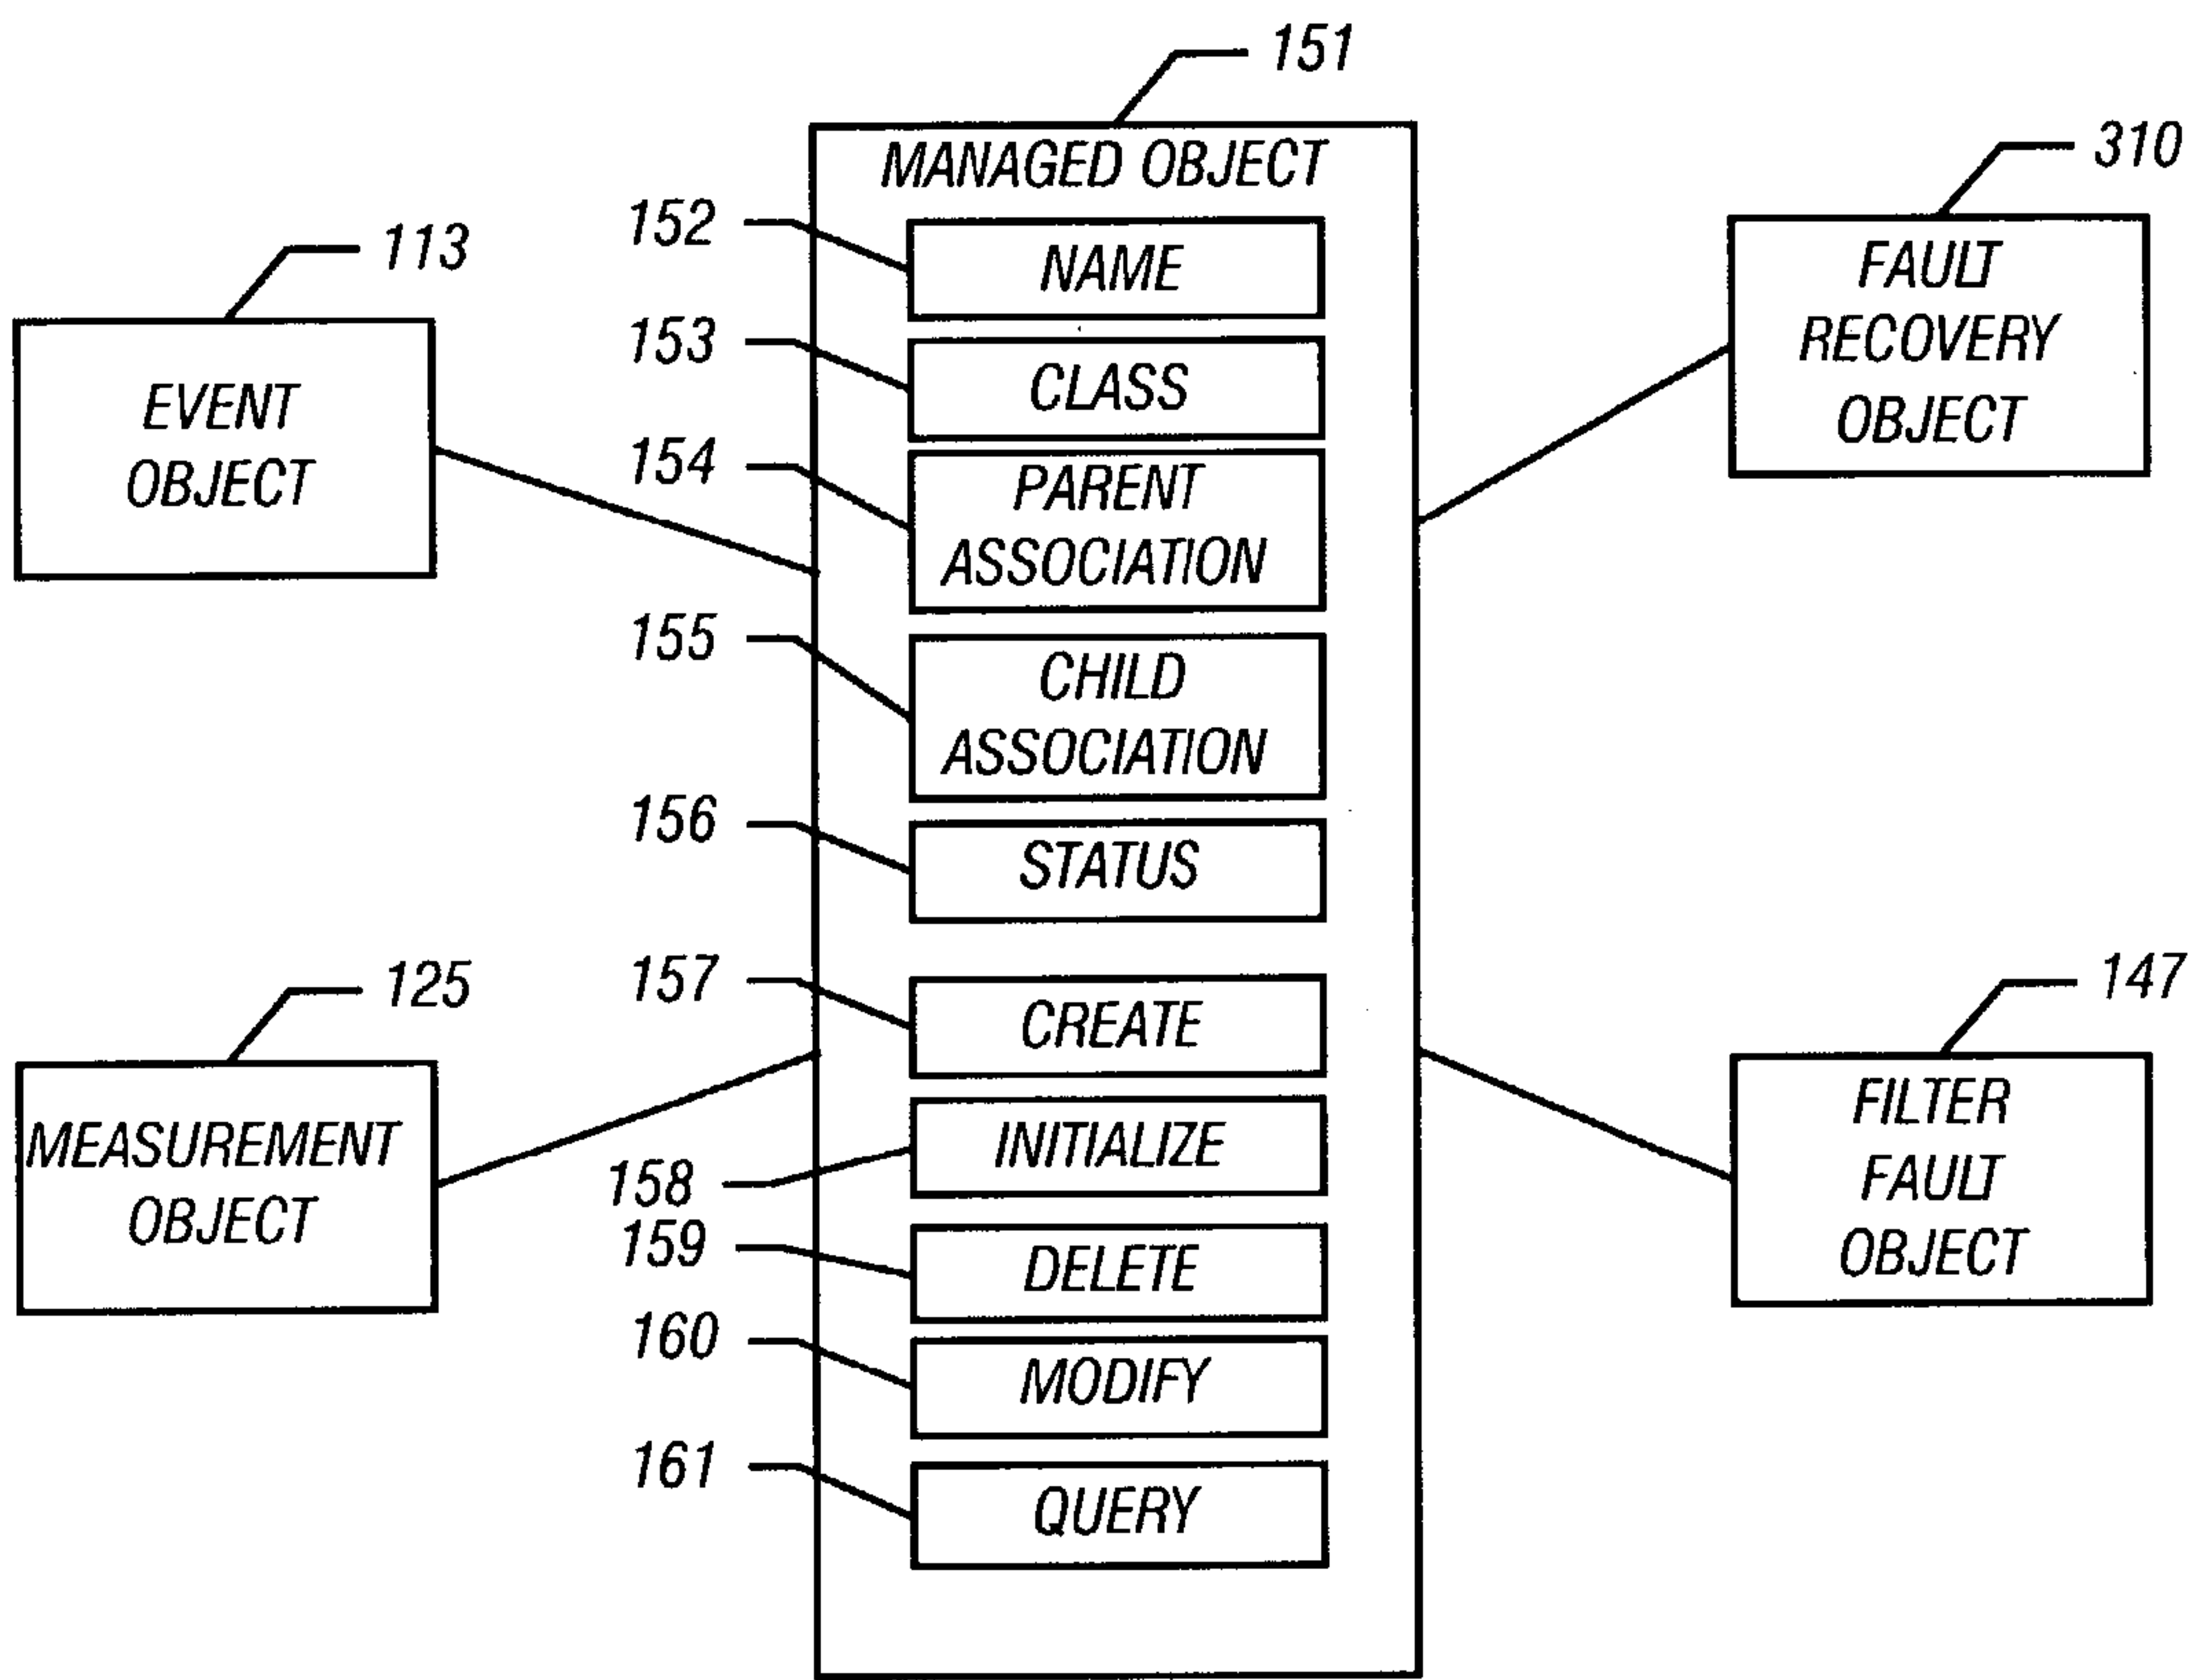 151
MANAGED OBJECT
310
FAULT
RECOVERY
OBJECT
113
EVENT
OBJECT
152
NAME
153
CLASS
154
PARENT
ASSOCIATION
155
CHILD
ASSOCIATION
156
STATUS
157
CREATE
158
INITIALIZE
159
DELETE
160
MODIFY
161
QUERY
125
MEASUREMENT
OBJECT
147
FILTER
FAULT
OBJECT